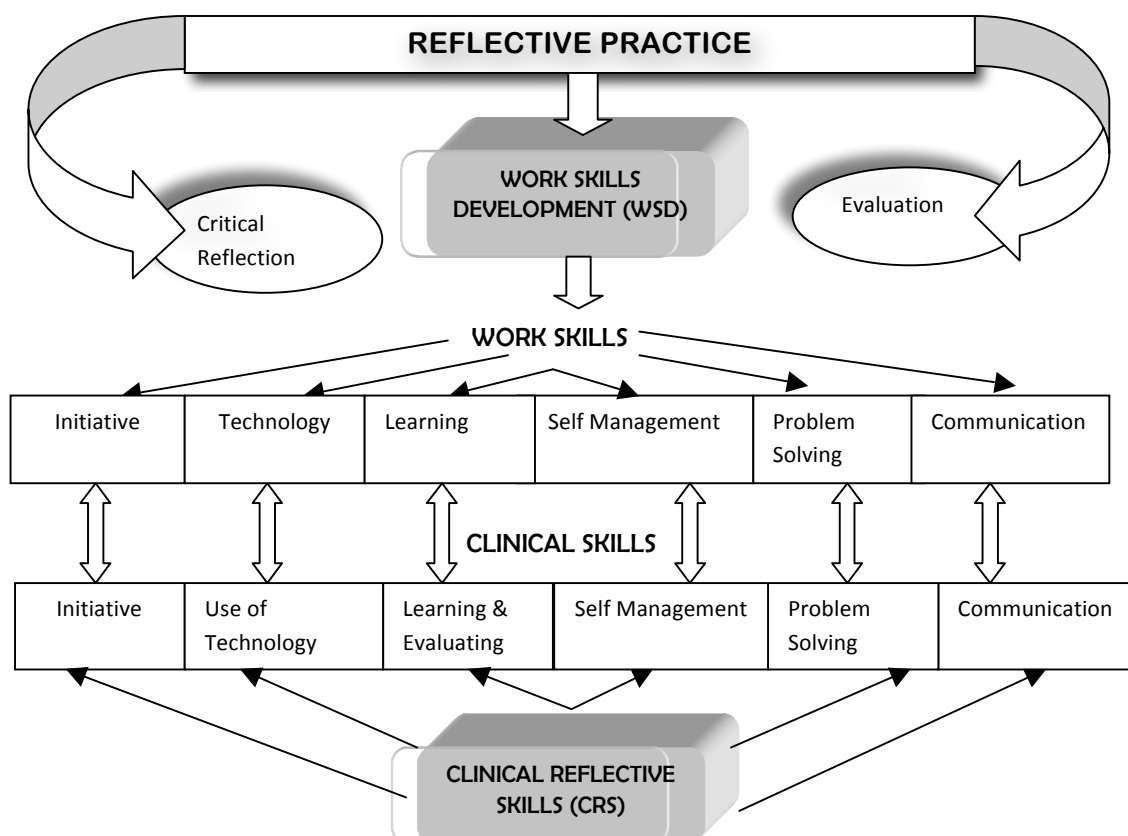 REFLECTIVE PRACTICE
WORK SKILLS
DEVELOPMENT (WSD)
Critical
Reflection
Evaluation
WORK SKILLS
Initiative
Technology
Learning
Self Management
Problem
Solving
Communication
CLINICAL SKILLS
Initiative
Use of
Technology
Learning &
Evaluating
Self Management
Problem
Solving
Communication
CLINICAL REFLECTIVE
SKILLS (CRS)